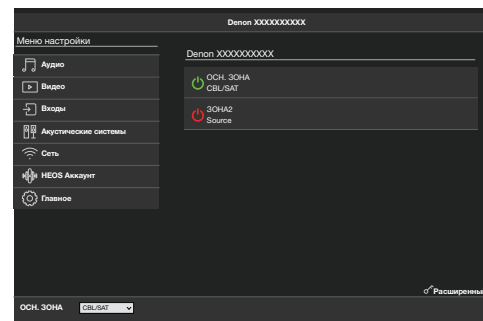 Denon XXXXXXXXXX
Меню настройки
Аудио
Видео
Входы
Акустические системы
Сеть
HEOS Аккаунт
Главное
Denon XXXXXXXXXX
ОСН. ЗОНА
CBL/SAT
ЗОНА2
Source
Расширенны
ОСН. ЗОНА CBL/SAT